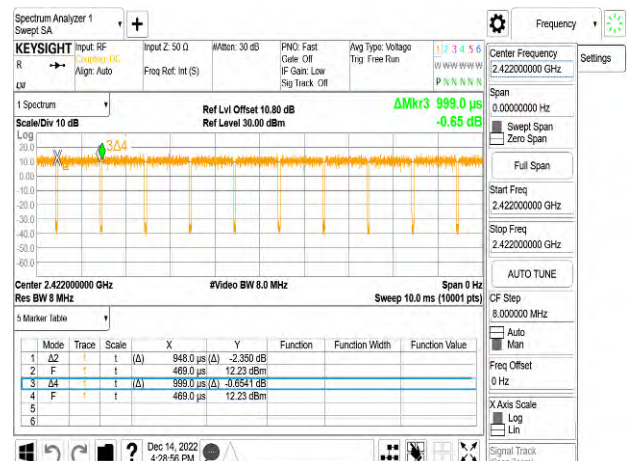 Spectrum Analyzer 1
Swept SA
Frequency
KEYSIGHT Input: RF Input Z: 50 Ω #Atten: 30 dB PNO: Fast Avg Type: Voltage 1 2 3 4 5 6
R Coupling: DC Gate: Off Trig: Free Run
Align: Auto Freq Ref: Int (S) IF Gain: Low W W W W W W
Sig Track: Off P N N N N N
Center Frequency
2.422000000 GHz
Settings
Span
0.00000000 Hz
Swept Span
Zero Span
Full Span
Start Freq
2.422000000 GHz
Stop Freq
2.422000000 GHz
AUTO TUNE
CF Step
8.000000 MHz
Auto
Man
Freq Offset
0 Hz
X Axis Scale
Log
Lin
Signal Track
1 Spectrum
Ref Lvl Offset 10.80 dB ΔMkr3 999.0 µs
Scale/Div 10 dB Ref Level 30.00 dBm -0.65 dB
Log
20.0
10.0
0.00
-10.0
-20.0
-30.0
-40.0
-50.0
-60.0
3Δ4
Center 2.422000000 GHz #Video BW 8.0 MHz Span 0 Hz
Res BW 8 MHz Sweep 10.0 ms (10001 pts)
5 Marker Table
Mode Trace Scale X Y Function Function Width Function Value
1 Δ2 1 t (Δ) 948.0 µs (Δ) -2.350 dB
2 F 1 t 469.0 µs 12.23 dBm
3 Δ4 1 t (Δ) 999.0 µs (Δ) -0.6541 dB
4 F 1 t 469.0 µs 12.23 dBm
5
6
?
Dec 14, 2022
4:28:56 PM